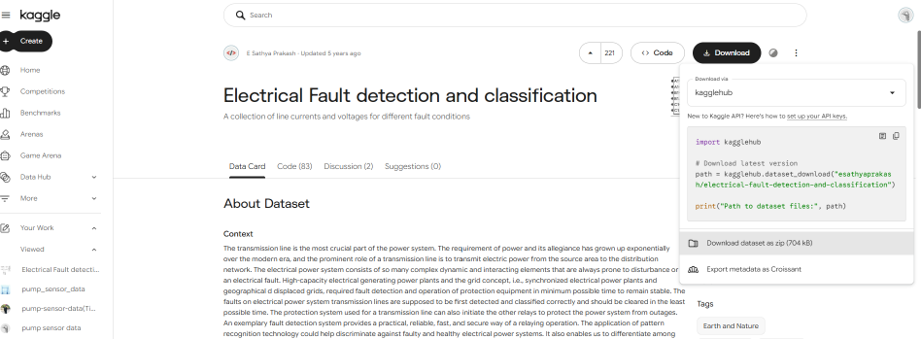 kaggle
Search
Create
Home
Competitions
Benchmarks
Arenas
Game Arena
Data Hub
More
Your Work
Viewed
Electrical Fault detecti...
pump_sensor_data
pump-sensor-data(Ti...
pump sensor data
E Sathya Prakash · Updated 5 years ago
221
<> Code
Download
Electrical Fault detection and classification
A collection of line currents and voltages for different fault conditions
Data Card Code (83) Discussion (2) Suggestions (0)
About Dataset
Context
The transmission line is the most crucial part of the power system. The requirement of power and its allegiance has grown up exponentially
over the modern era, and the prominent role of a transmission line is to transmit electric power from the source area to the distribution
network. The electrical power system consists of so many complex dynamic and interacting elements that are always prone to disturbance or
an electrical fault. High-capacity electrical generating power plants and the grid concept, i.e., synchronized electrical power plants and
geographical displaced grids, required fault detection and operation of protection equipment in minimum possible time to remain stable. The
faults on electrical power system transmission lines are supposed to be first detected and classified correctly and should be cleared in the least
possible time. The protection system used for a transmission line can also initiate the other relays to protect the power system from outages.
An exemplary fault detection system provides a practical, reliable, fast, and secure way of a relaying operation. The application of pattern
recognition technology could help discriminate against faulty and healthy electrical power systems. It also enables us to differentiate among
Download via
kagglehub
New to Kaggle API? Here's how to set up your API keys.
import kagglehub
# Download latest version
path = kagglehub.dataset_download("esathyaprakas
h/electrical-fault-detection-and-classification")
print("Path to dataset files:", path)
Download dataset as zip (704 kB)
Export metadata as Croissant
Tags
Earth and Nature